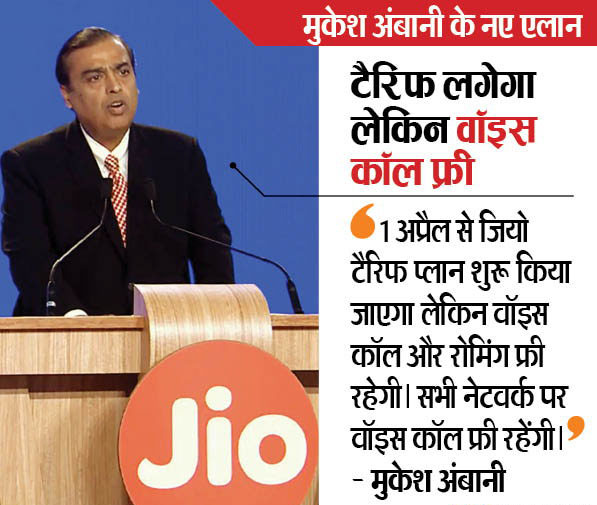 मुकेश अंबानी के नए एलान
टैरिफ लगेगा
लेकिन वॉइस
कॉल फ्री
‘1 अप्रैल से जियो
टैरिफ प्लान शुरू किया
जाएगा लेकिन वॉइस
कॉल और रोमिंग फ्री
रहेगी। सभी नेटवर्क पर
वॉइस कॉल फ्री रहेंगी।’
- मुकेश अंबानी
Jio